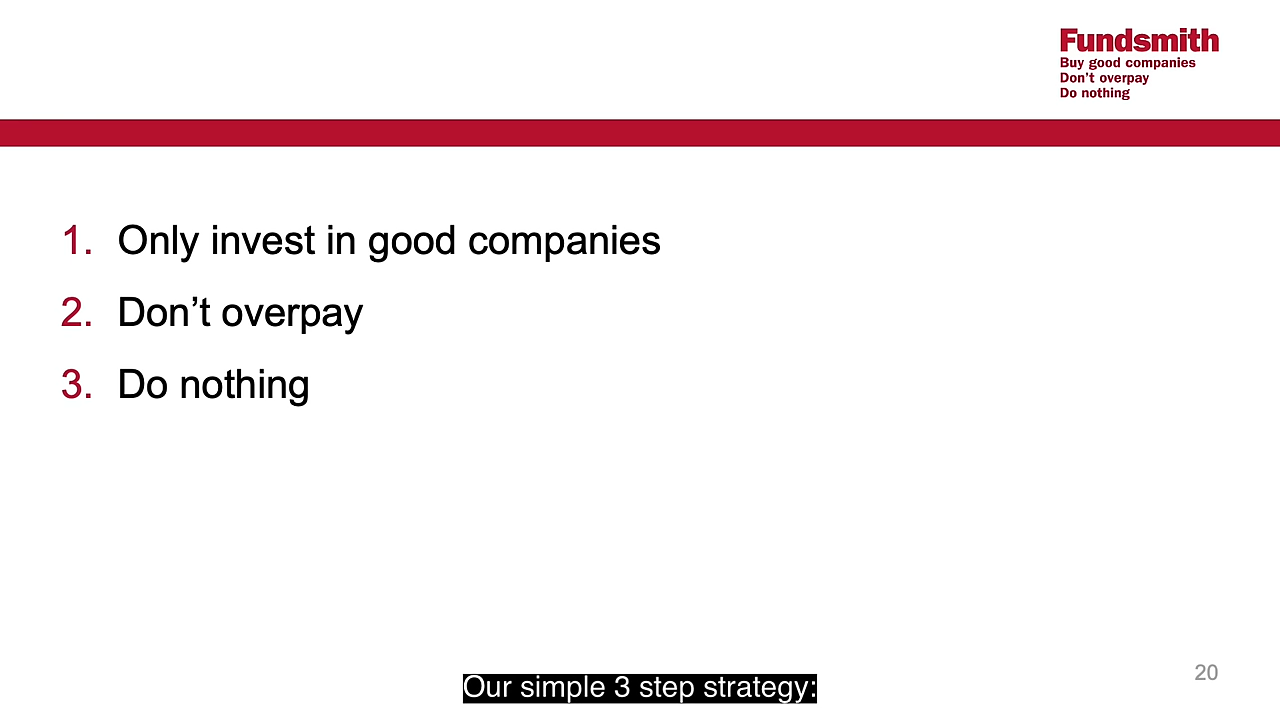 Fundsmith
Buy good companies
Don't overpay
Do nothing
1. Only invest in good companies
2. Don’t overpay
3. Do nothing
20
Our simple 3 step strategy: